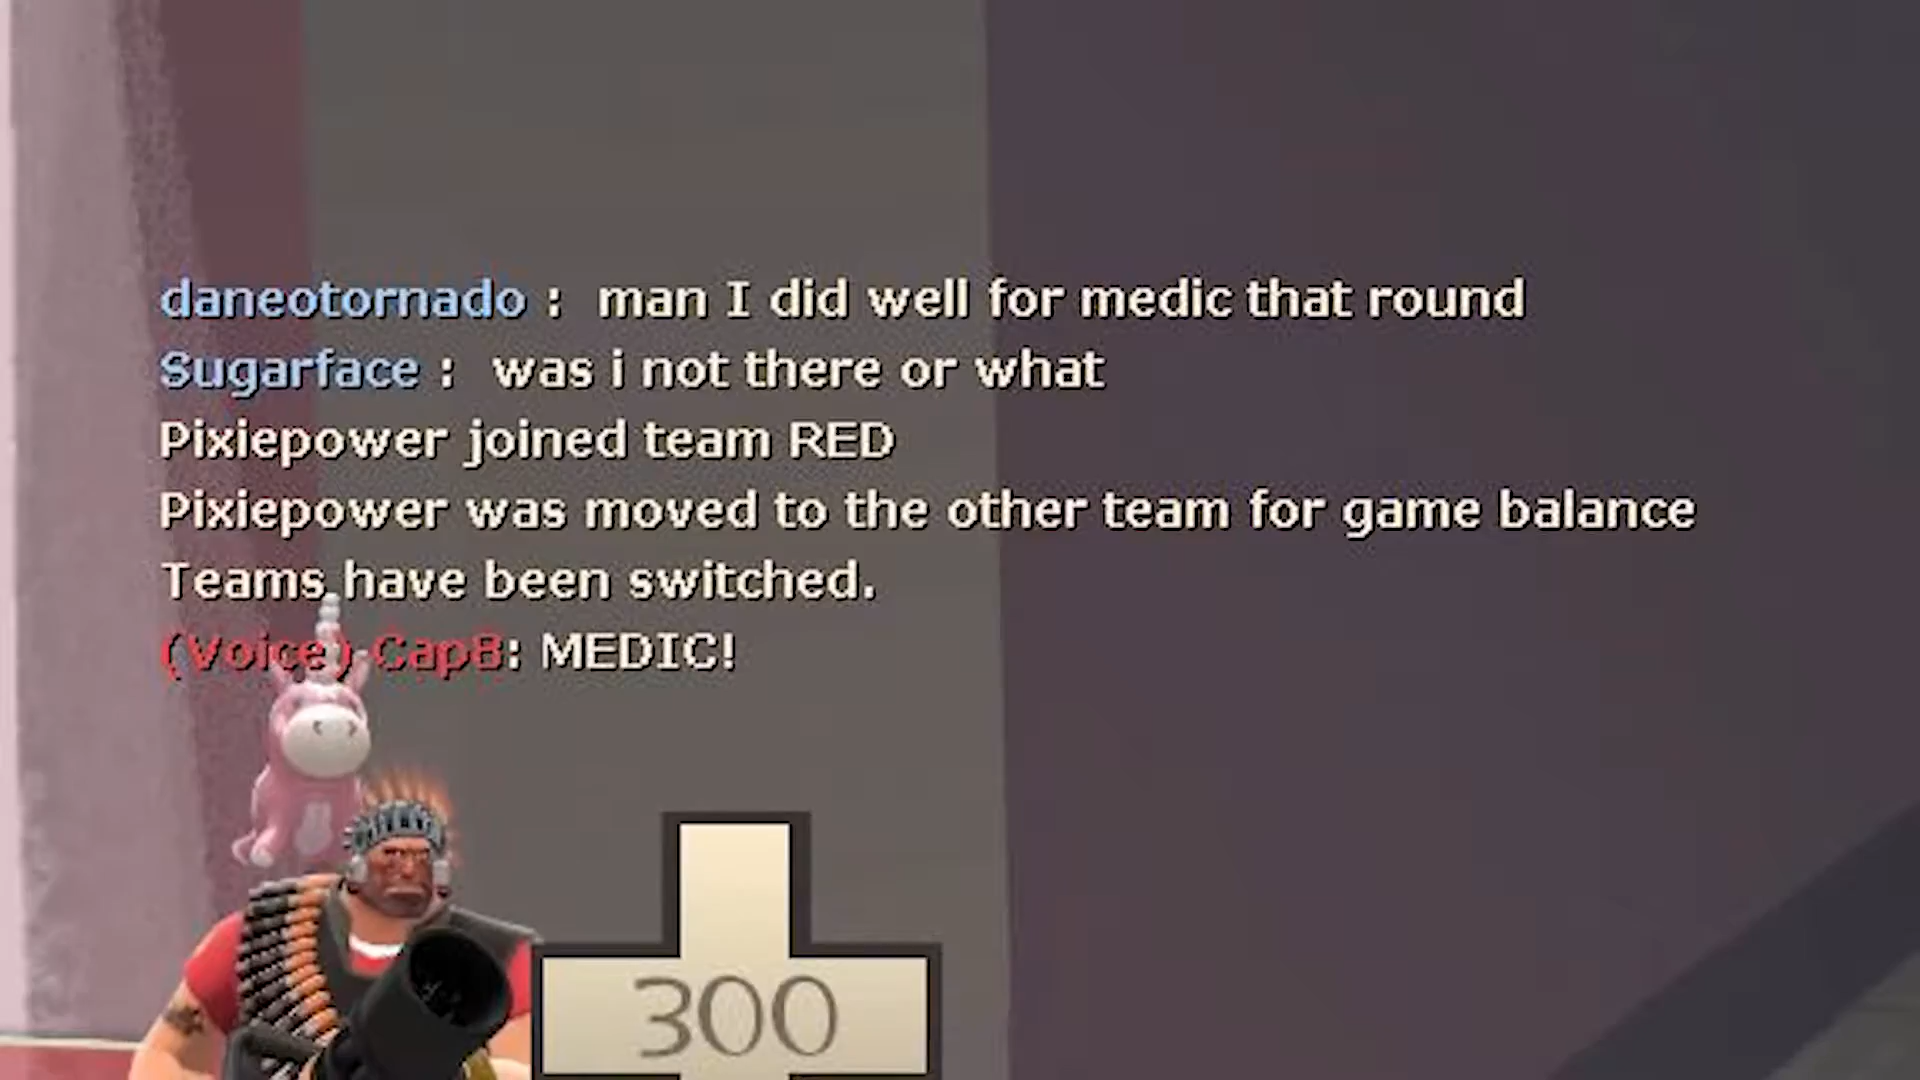 daneotornado :  man I did well for medic that round
Sugarface :  was i not there or what
Pixiepower joined team RED
Pixiepower was moved to the other team for game balance
Teams have been switched.
(Voice) Cap8: MEDIC!
300